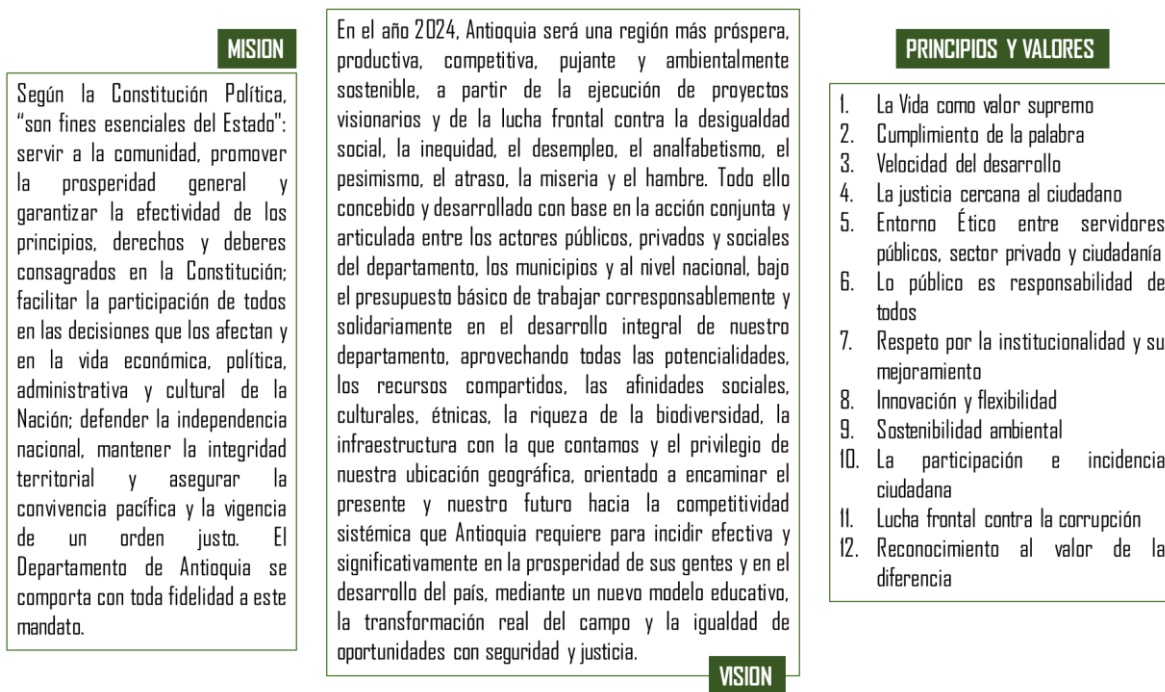 MISION
Según la Constitución Política,
“son fines esenciales del Estado":
servir a la comunidad, promover
la prosperidad general y
garantizar la efectividad de los
principios, derechos y deberes
consagrados en la Constitución;
facilitar la participación de todos
en las decisiones que los afectan y
en la vida económica, política,
administrativa y cultural de la
Nación; defender la independencia
nacional, mantener la integridad
territorial y asegurar la
convivencia pacífica y la vigencia
de un orden justo. El
Departamento de Antioquia se
comporta con toda fidelidad a este
mandato.
En el año 2024, Antioquia será una región más próspera,
productiva, competitiva, pujante y ambientalmente
sostenible, a partir de la ejecución de proyectos
visionarios y de la lucha frontal contra la desigualdad
social, la inequidad, el desempleo, el analfabetismo, el
pesimismo, el atraso, la miseria y el hambre. Todo ello
concebido y desarrollado con base en la acción conjunta y
articulada entre los actores públicos, privados y sociales
del departamento, los municipios y al nivel nacional, bajo
el presupuesto básico de trabajar corresponsablemente y
solidariamente en el desarrollo integral de nuestro
departamento, aprovechando todas las potencialidades,
los recursos compartidos, las afinidades sociales,
culturales, étnicas, la riqueza de la biodiversidad, la
infraestructura con la que contamos y el privilegio de
nuestra ubicación geográfica, orientado a encaminar el
presente y nuestro futuro hacia la competitividad
sistémica que Antioquia requiere para incidir efectiva y
significativamente en la prosperidad de sus gentes y en el
desarrollo del país, mediante un nuevo modelo educativo,
la transformación real del campo y la igualdad de
oportunidades con seguridad y justicia.
VISION
PRINCIPIOS Y VALORES
1. La Vida como valor supremo
2. Cumplimiento de la palabra
3. Velocidad del desarrollo
4. La justicia cercana al ciudadano
5. Entorno Ético entre servidores
públicos, sector privado y ciudadanía
6. Lo público es responsabilidad de
todos
7. Respeto por la institucionalidad y su
mejoramiento
8. Innovación y flexibilidad
9. Sostenibilidad ambiental
10. La participación e incidencia
ciudadana
11. Lucha frontal contra la corrupción
12. Reconocimiento al valor de la
diferencia